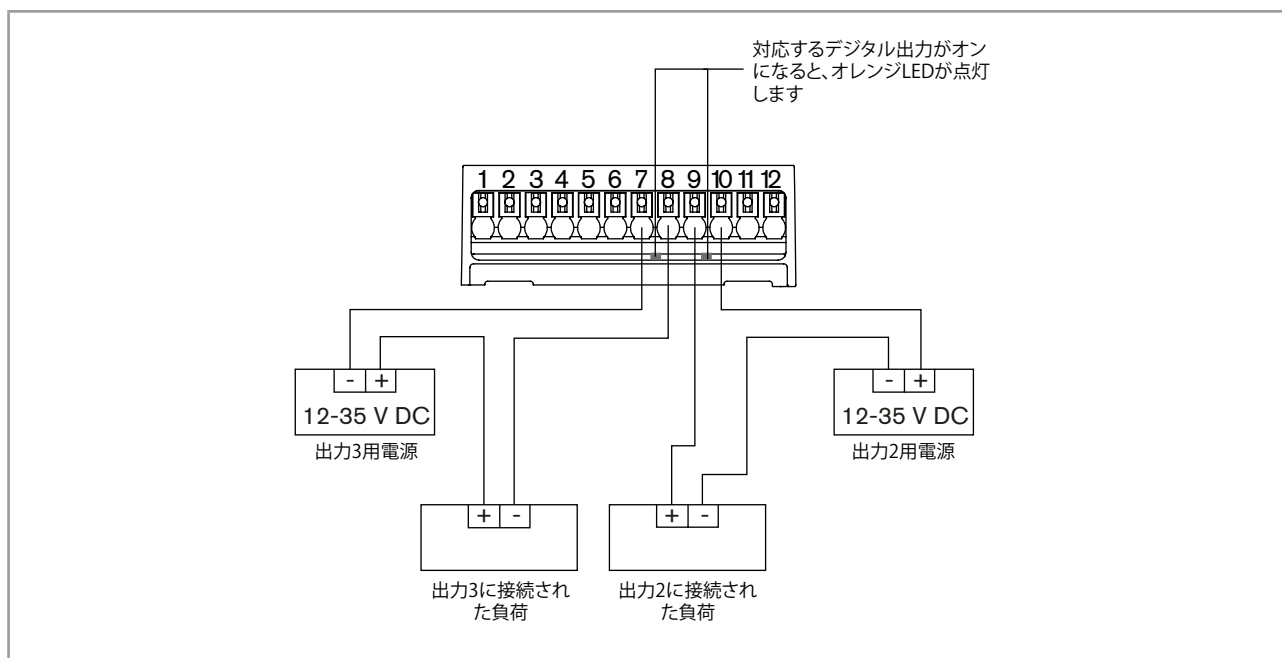 対応するデジタル出力がオン
になると、オレンジLEDが点灯
します
1 2 3 4 5 6 7 8 9 10 11 12
- +
12-35 V DC
出力3用電源
- +
12-35 V DC
出力2用電源
+ -
出力3に接続され
た負荷
+ -
出力2に接続され
た負荷